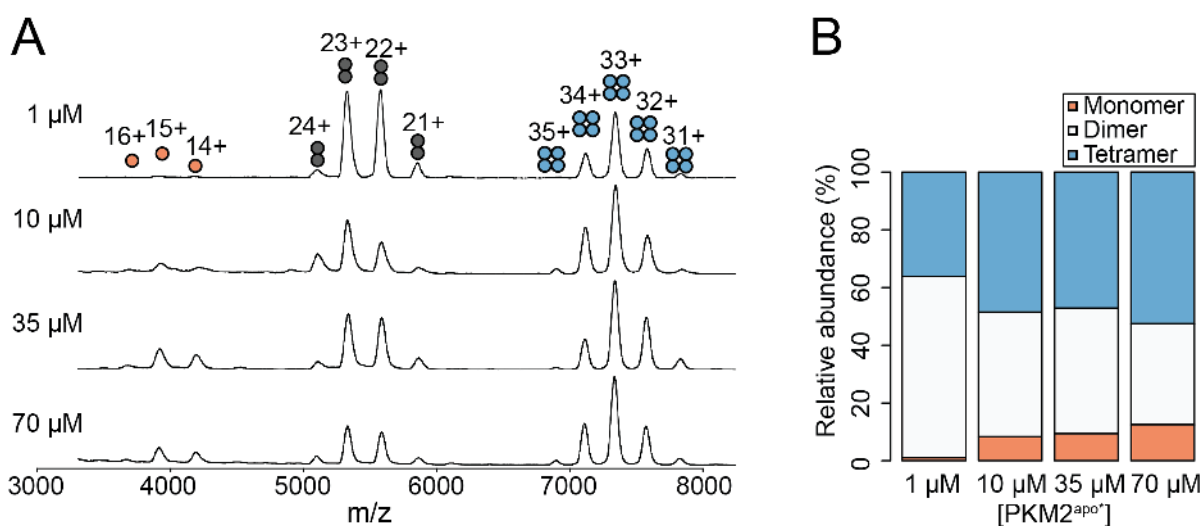 A
1 µM
16+
15+
14+
24+
23+
22+
21+
35+
34+
33+
32+
31+
10 µM
35 µM
70 µM
3000
4000
5000
6000
7000
8000
m/z
B
Monomer
Dimer
Tetramer
Relative abundance (%)
100
80
60
40
20
0
1 µM
10 µM
35 µM
70 µM
[PKM2apo*]